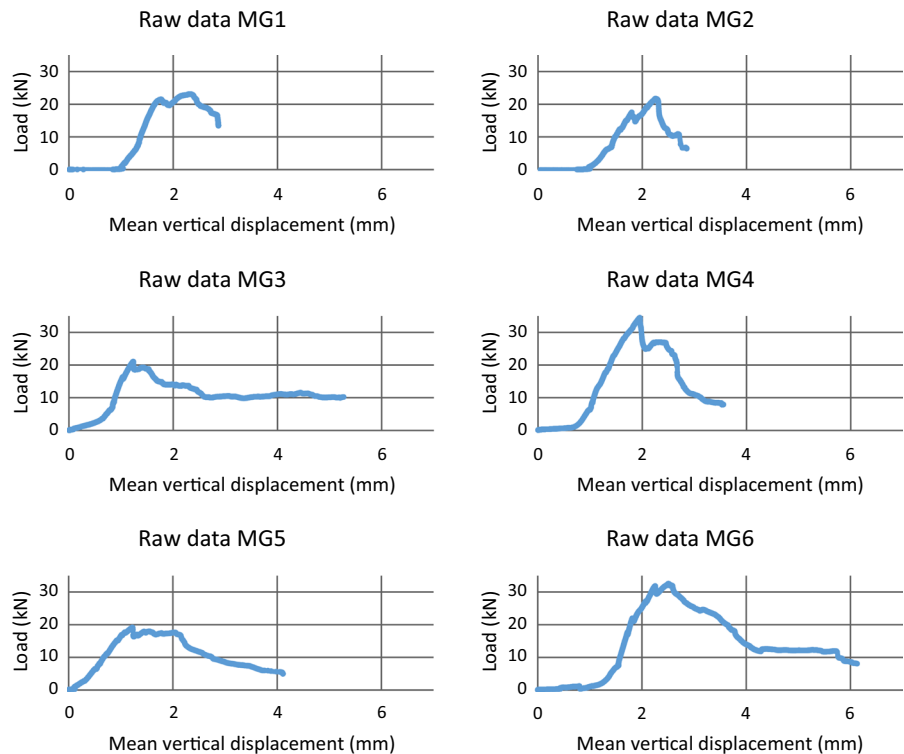 Raw data MG1
Load (kN)
30
20
10
0
0 2 4 6
Mean vertical displacement (mm)
Raw data MG2
Load (kN)
30
20
10
0
0 2 4 6
Mean vertical displacement (mm)
Raw data MG3
Load (kN)
30
20
10
0
0 2 4 6
Mean vertical displacement (mm)
Raw data MG4
Load (kN)
30
20
10
0
0 2 4 6
Mean vertical displacement (mm)
Raw data MG5
Load (kN)
30
20
10
0
0 2 4 6
Mean vertical displacement (mm)
Raw data MG6
Load (kN)
30
20
10
0
0 2 4 6
Mean vertical displacement (mm)